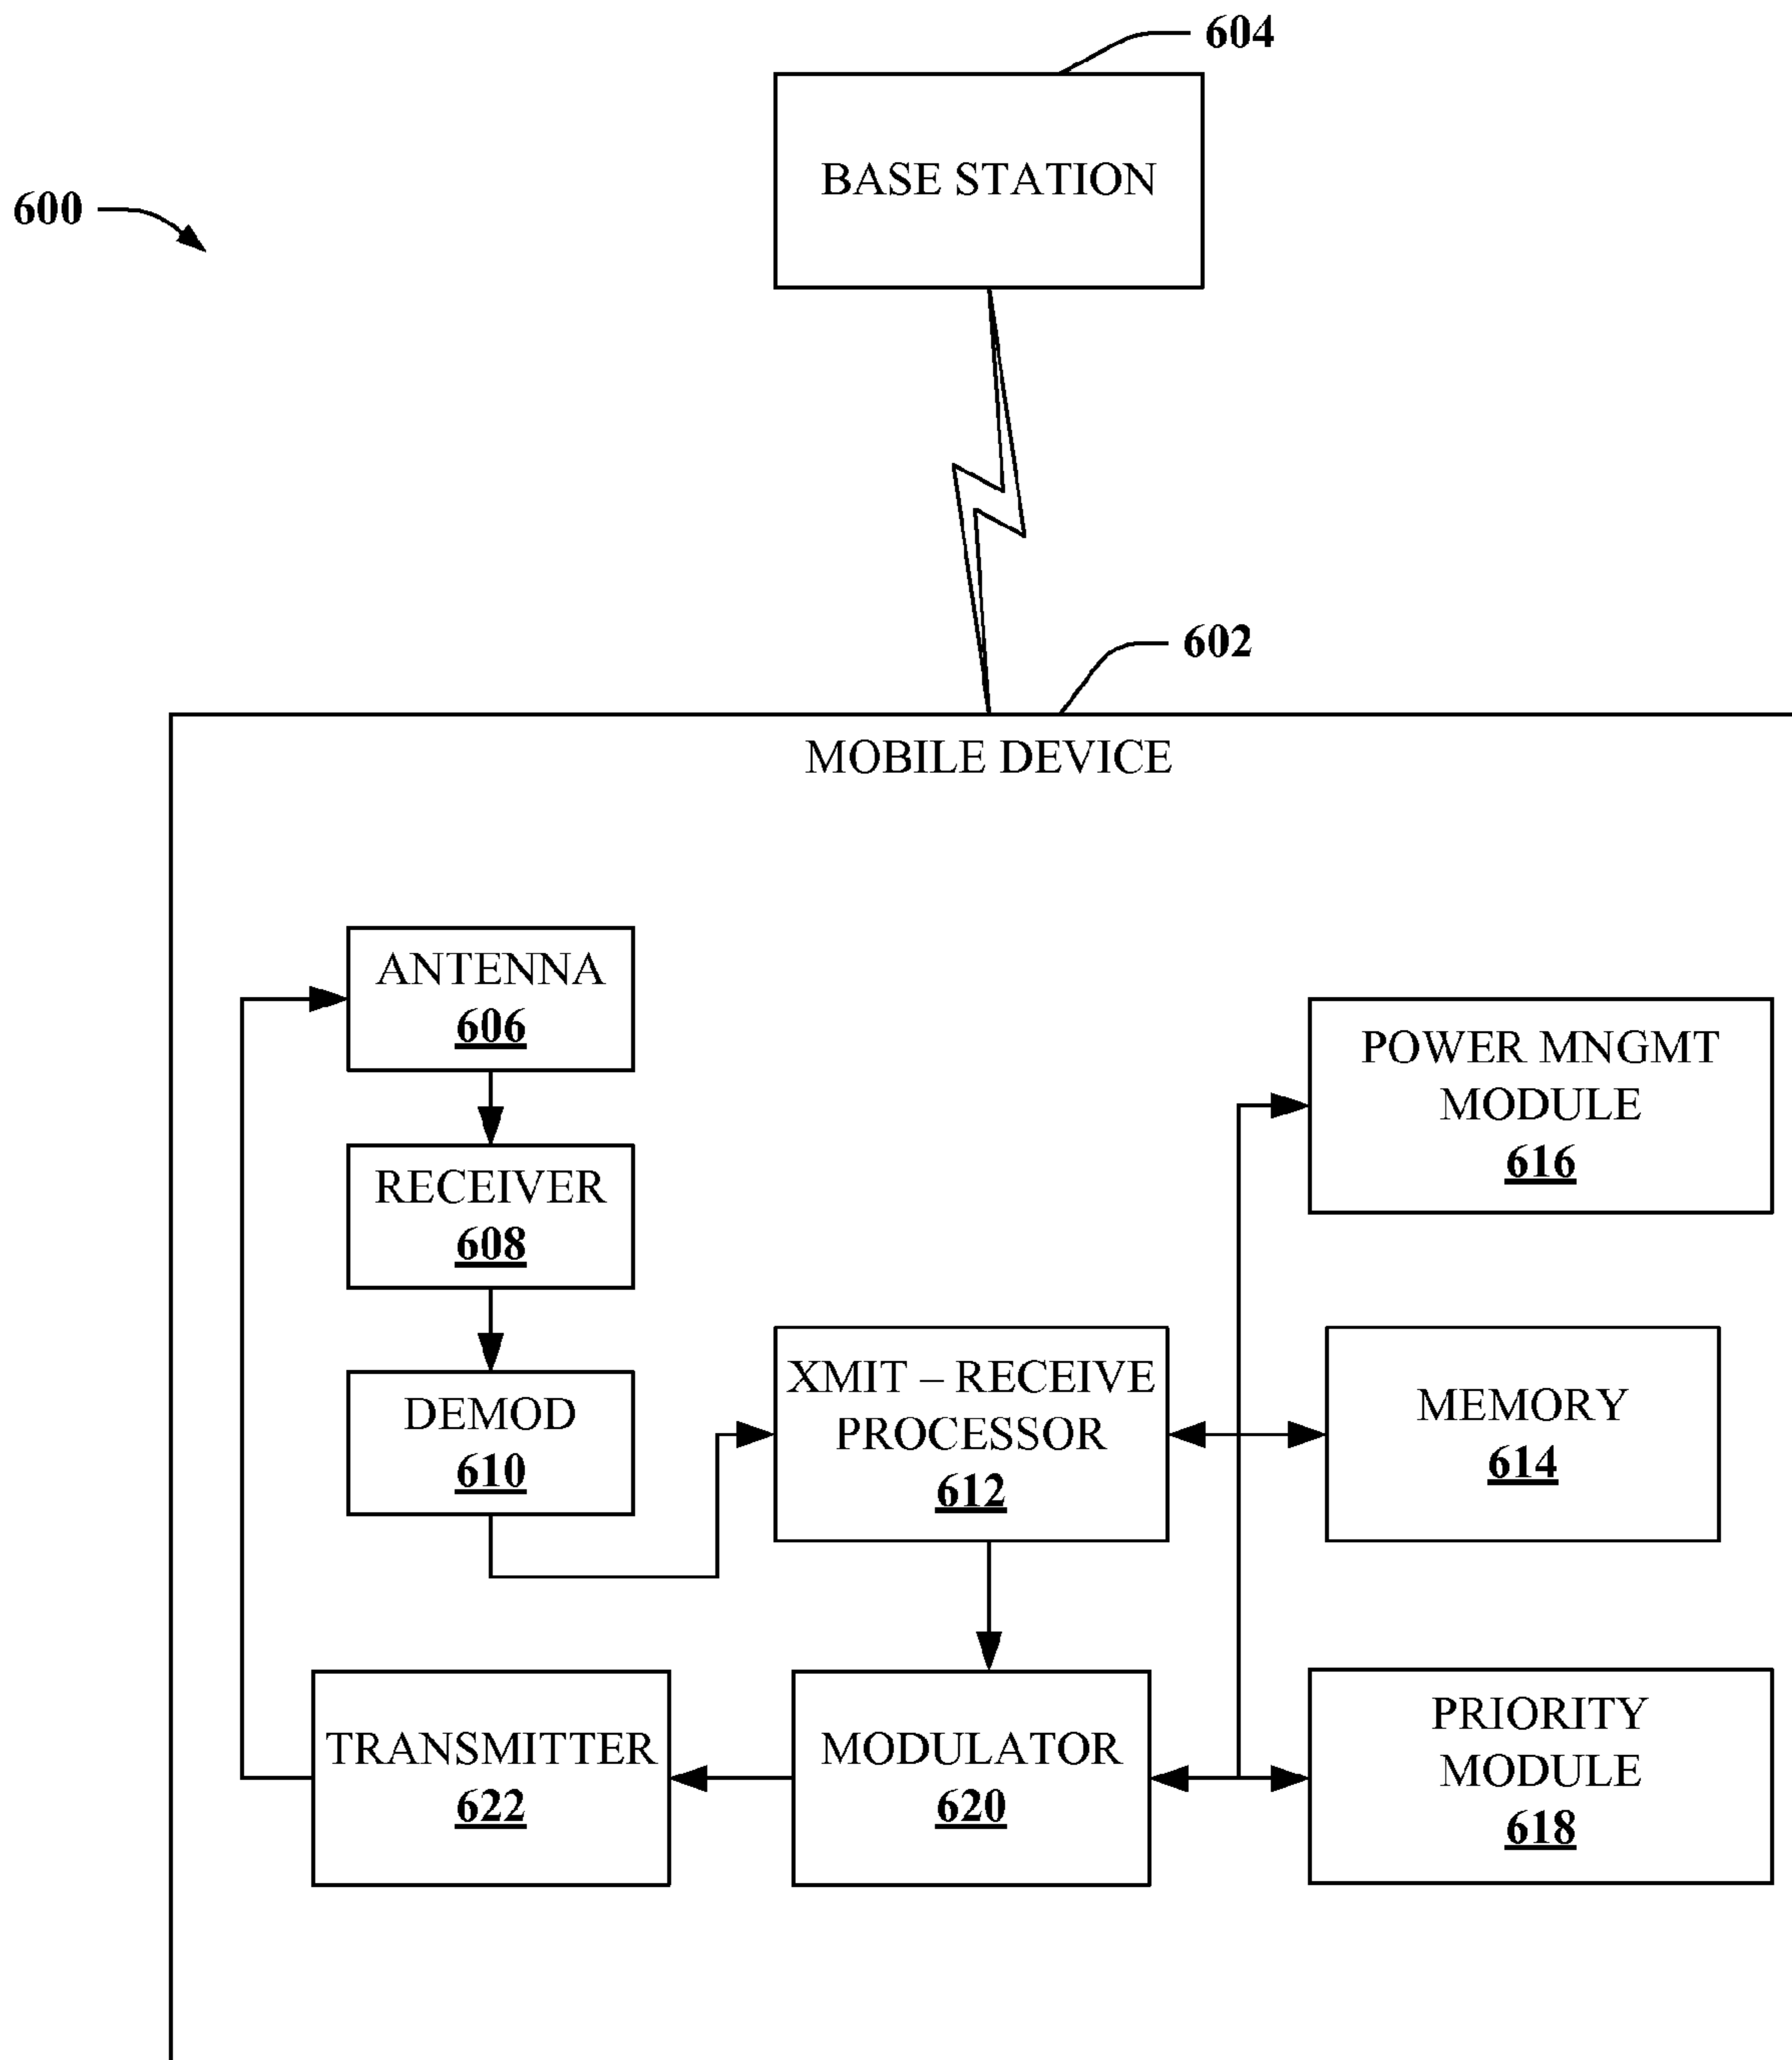 604
BASE STATION
600
602
MOBILE DEVICE
ANTENNA
606
RECEIVER
608
DEMOD
610
XMIT – RECEIVE
PROCESSOR
612
POWER MNGMT
MODULE
616
MEMORY
614
TRANSMITTER
622
MODULATOR
620
PRIORITY
MODULE
618